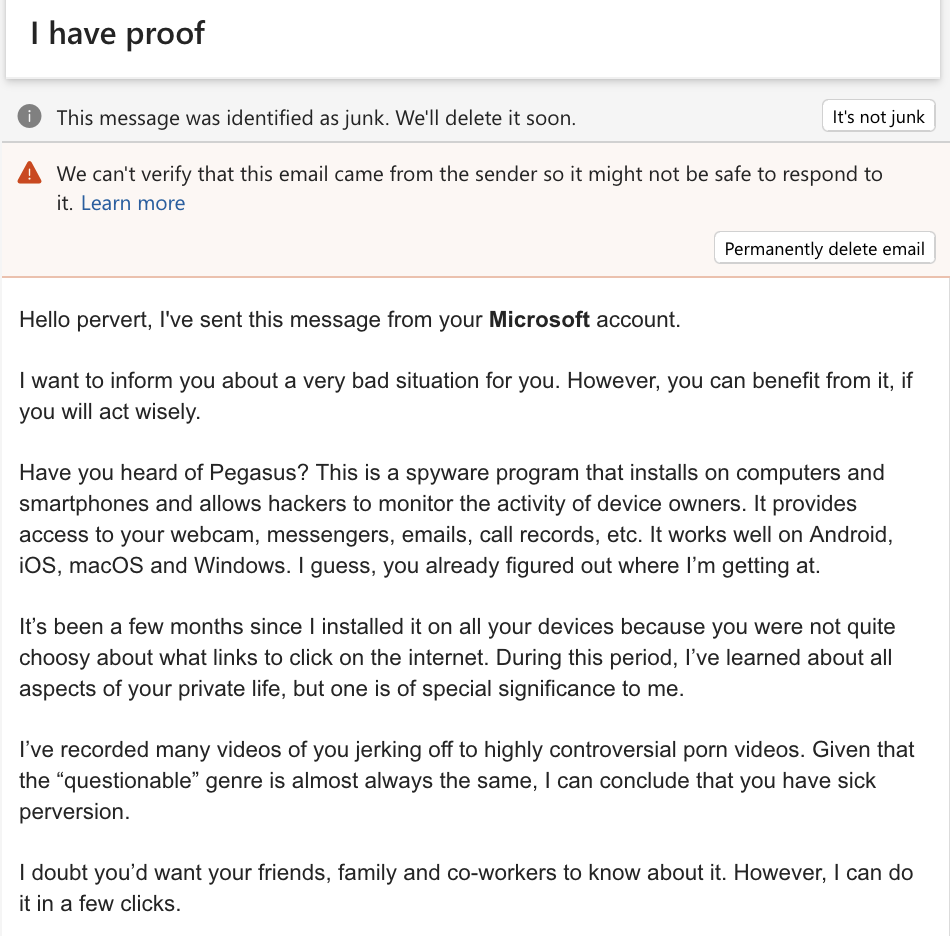 I have proof
This message was identified as junk. We'll delete it soon.
It's not junk
We can't verify that this email came from the sender so it might not be safe to respond to
it. Learn more
Permanently delete email
Hello pervert, I've sent this message from your Microsoft account.
I want to inform you about a very bad situation for you. However, you can benefit from it, if
you will act wisely.
Have you heard of Pegasus? This is a spyware program that installs on computers and
smartphones and allows hackers to monitor the activity of device owners. It provides
access to your webcam, messengers, emails, call records, etc. It works well on Android,
iOS, macOS and Windows. I guess, you already figured out where I’m getting at.
It’s been a few months since I installed it on all your devices because you were not quite
choosy about what links to click on the internet. During this period, I’ve learned about all
aspects of your private life, but one is of special significance to me.
I’ve recorded many videos of you jerking off to highly controversial porn videos. Given that
the “questionable” genre is almost always the same, I can conclude that you have sick
perversion.
I doubt you’d want your friends, family and co-workers to know about it. However, I can do
it in a few clicks.